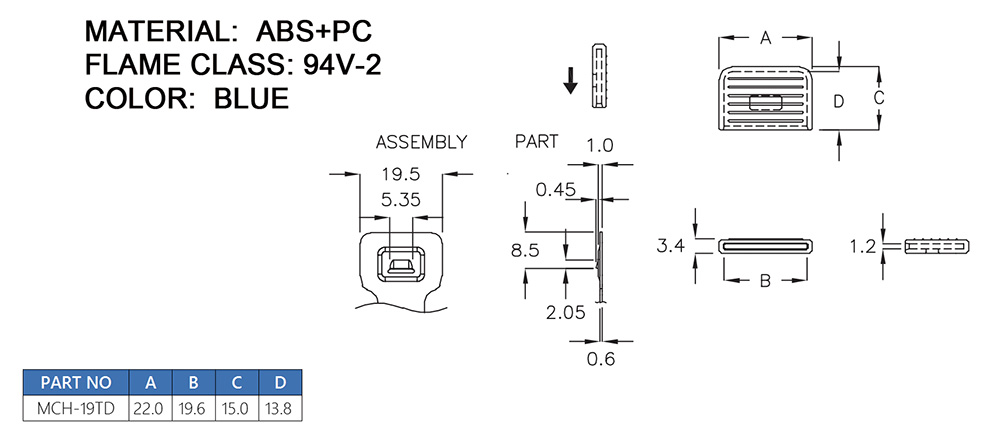 MATERIAL: ABS+PC
FLAME CLASS: 94V-2
COLOR: BLUE
A
D
C
ASSEMBLY PART
1.0
19.5
0.45
5.35
8.5
2.05
0.6
3.4
B
1.2
PART NO A B C D
MCH-19TD 22.0 19.6 15.0 13.8